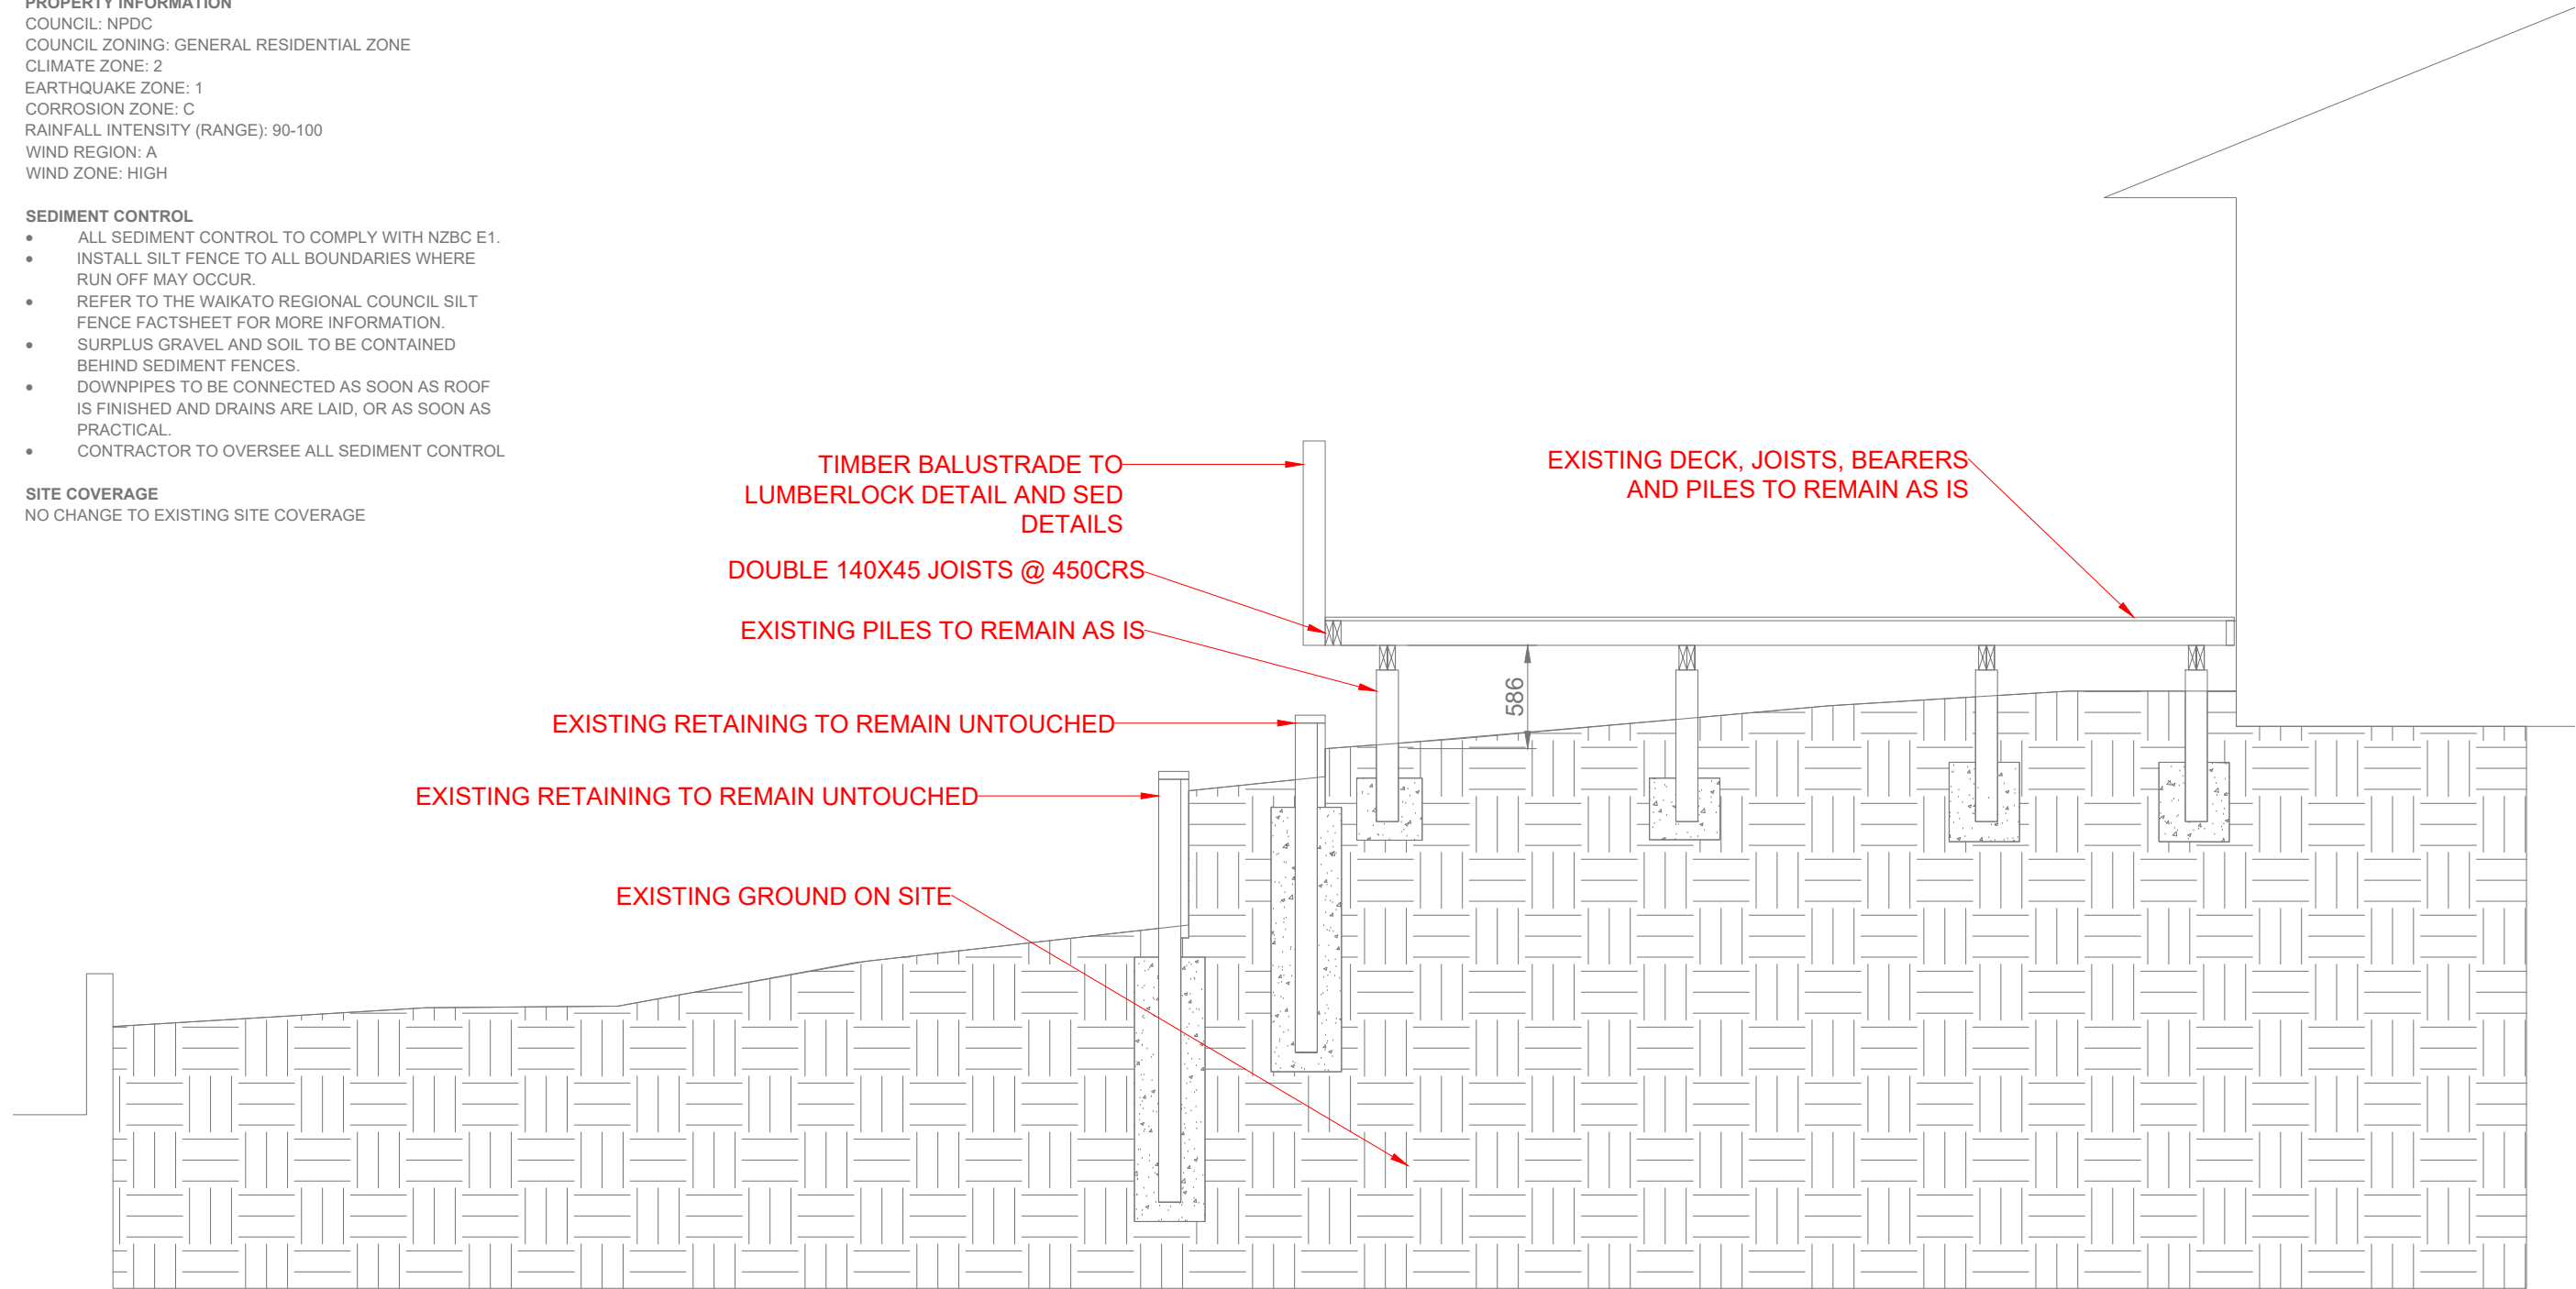 PROPERTY INFORMATION
COUNCIL: NPDC
COUNCIL ZONING: GENERAL RESIDENTIAL ZONE
CLIMATE ZONE: 2
EARTHQUAKE ZONE: 1
CORROSION ZONE: C
RAINFALL INTENSITY (RANGE): 90-100
WIND REGION: A
WIND ZONE: HIGH
SEDIMENT CONTROL
• ALL SEDIMENT CONTROL TO COMPLY WITH NZBC E1.
• INSTALL SILT FENCE TO ALL BOUNDARIES WHERE
RUN OFF MAY OCCUR.
• REFER TO THE WAIKATO REGIONAL COUNCIL SILT
FENCE FACTSHEET FOR MORE INFORMATION.
• SURPLUS GRAVEL AND SOIL TO BE CONTAINED
BEHIND SEDIMENT FENCES.
• DOWNPIPES TO BE CONNECTED AS SOON AS ROOF
IS FINISHED AND DRAINS ARE LAID, OR AS SOON AS
PRACTICAL.
• CONTRACTOR TO OVERSEE ALL SEDIMENT CONTROL
SITE COVERAGE
NO CHANGE TO EXISTING SITE COVERAGE
TIMBER BALUSTRADE TO
LUMBERLOCK DETAIL AND SED
DETAILS
DOUBLE 140X45 JOISTS @ 450CRS
EXISTING PILES TO REMAIN AS IS
EXISTING RETAINING TO REMAIN UNTOUCHED
EXISTING RETAINING TO REMAIN UNTOUCHED
EXISTING GROUND ON SITE
EXISTING DECK, JOISTS, BEARERS
AND PILES TO REMAIN AS IS
586